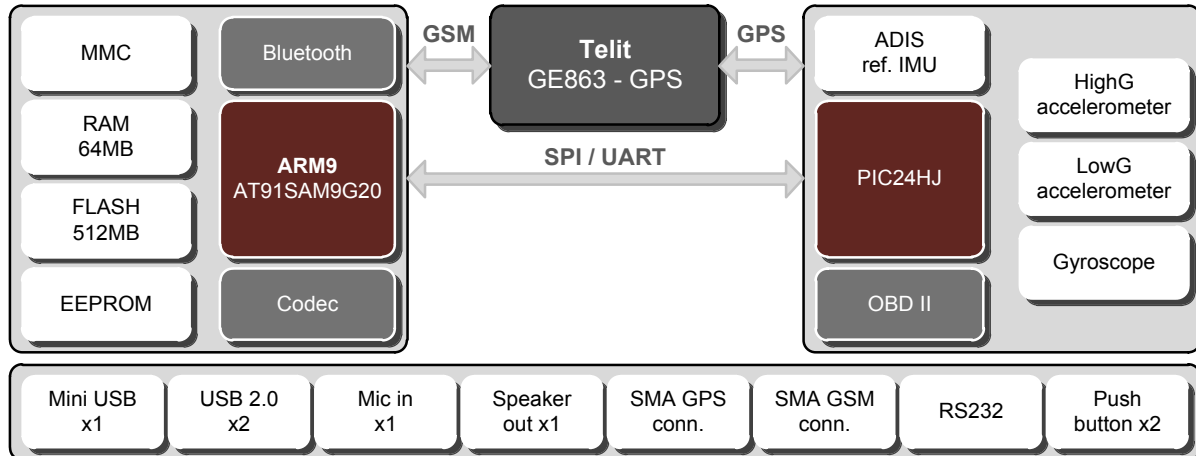 MMC
Bluetooth
RAM
64MB
ARM9
AT91SAM9G20
FLASH
512MB
EEPROM
Codec
GSM
Telit
GE863 - GPS
GPS
SPI / UART
ADIS
ref. IMU
HighG
accelerometer
PIC24HJ
LowG
accelerometer
Gyroscope
OBD II
Mini USB
x1
USB 2.0
x2
Mic in
x1
Speaker
out x1
SMA GPS
conn.
SMA GSM
conn.
RS232
Push
button x2